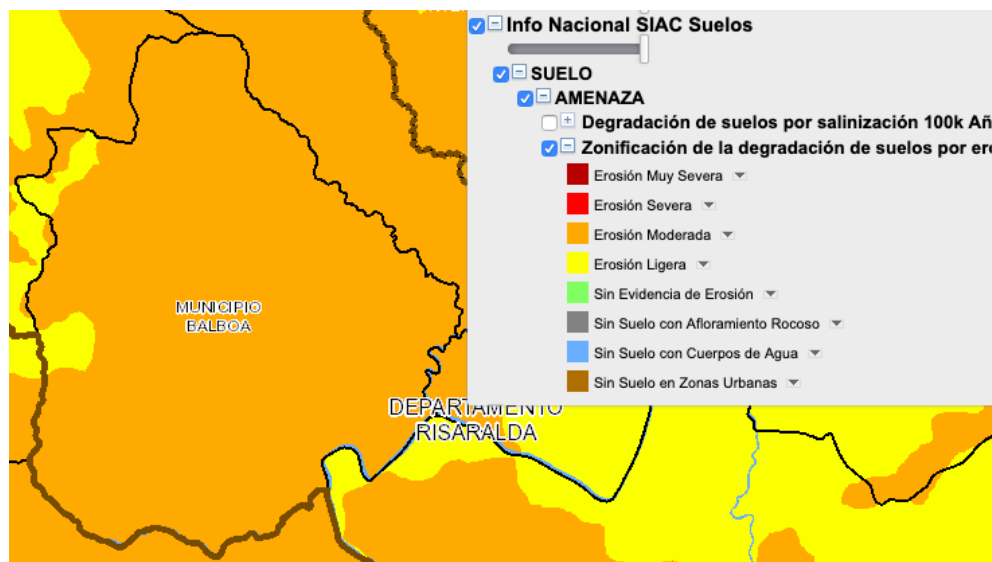 Info Nacional SIAC Suelos
SUELO
AMENAZA
Degradación de suelos por salinización 100k Añ
Zonificación de la degradación de suelos por ero
Erosión Muy Severa
Erosión Severa
Erosión Moderada
Erosión Ligera
Sin Evidencia de Erosión
Sin Suelo con Afloramiento Rocoso
Sin Suelo con Cuerpos de Agua
Sin Suelo en Zonas Urbanas
MUNICIPIO
BALBOA
DEPARTAMENTO
RISARALDA